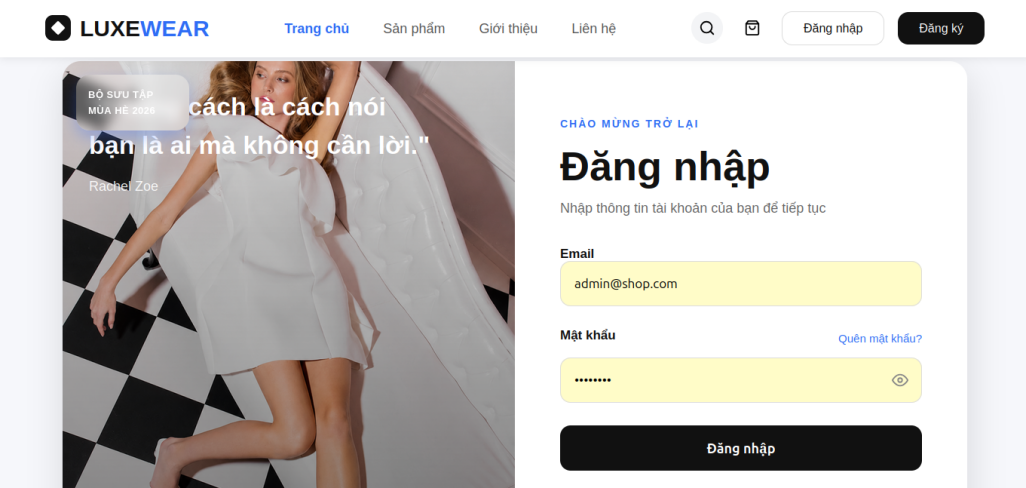 LUXEWEAR
Trang chủ
Sản phẩm
Giới thiệu
Liên hệ
Đăng nhập
Đăng ký
BỘ SƯU TẬP
MÙA HÈ 2026
cách là cách nói
bạn là ai mà không cần lời."
Rachel Zoe
CHÀO MỪNG TRỞ LẠI
Đăng nhập
Nhập thông tin tài khoản của bạn để tiếp tục
Email
admin@shop.com
Mật khẩu
Quên mật khẩu?
••••••••
Đăng nhập